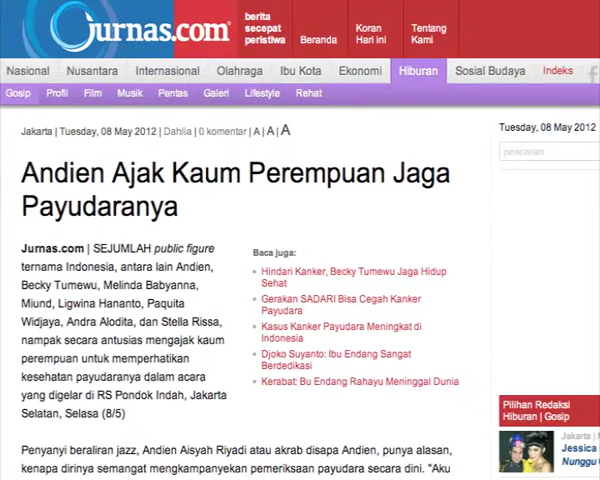 Jurnas.com®
berita
secepat
peristiwa
Beranda
Koran
Hari ini
Tentang
Kami
Nasional Nusantara Internasional Olahraga Ibu Kota Ekonomi Hiburan Sosial Budaya Indeks
Gosip Profil Film Musik Pentas Galeri Lifestyle Rehat
Jakarta | Tuesday, 08 May 2012 | Dahlia | 0 komentar | A | A | A
Andien Ajak Kaum Perempuan Jaga
Payudaranya
Jurnas.com | SEJUMLAH public figure
ternama Indonesia, antara lain Andien,
Becky Tumewu, Melinda Babyanna,
Miund, Ligwina Hananto, Paquita
Widjaya, Andra Alodita, dan Stella Rissa,
nampak secara antusias mengajak kaum
perempuan untuk memperhatikan
kesehatan payudaranya dalam acara
yang digelar di RS Pondok Indah, Jakarta
Selatan, Selasa (8/5)
Baca juga:
Hindari Kanker, Becky Tumewu Jaga Hidup
Sehat
Gerakan SADARI Bisa Cegah Kanker
Payudara
Kasus Kanker Payudara Meningkat di
Indonesia
Djoko Suyanto: Ibu Endang Sangat
Berdedikasi
Kerabat: Bu Endang Rahayu Meninggal Dunia
Penyanyi beraliran jazz, Andien Aisyah Riyadi atau akrab disapa Andien, punya alasan,
kenapa dirinya semangat mengkampanyekan pemeriksaan payudara secara dini. "Aku
Tuesday, 08 May 2012
pencarian
Pilihan Redaksi
Hiburan | Gosip
Jakarta |
Jessica
Nunggu